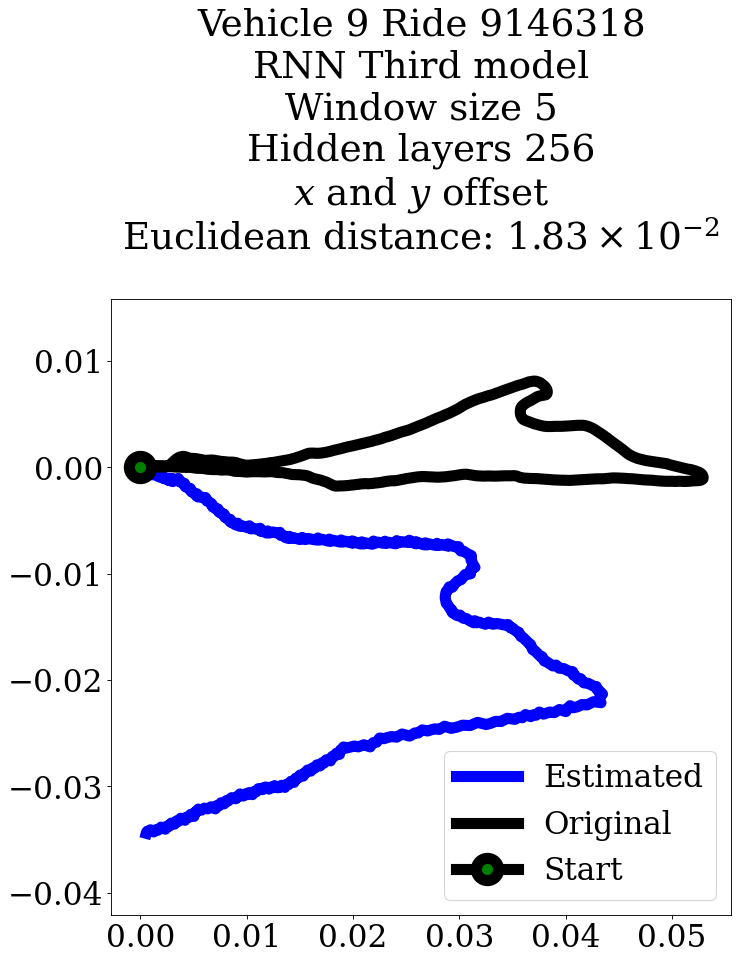 Vehicle 9 Ride 9146318
RNN Third model
Window size 5
Hidden layers 256
x and y offset
Euclidean distance: 1.83 × 10⁻²
0.01
0.00
−0.01
−0.02
−0.03
−0.04
Estimated
Original
Start
0.00 0.01 0.02 0.03 0.04 0.05